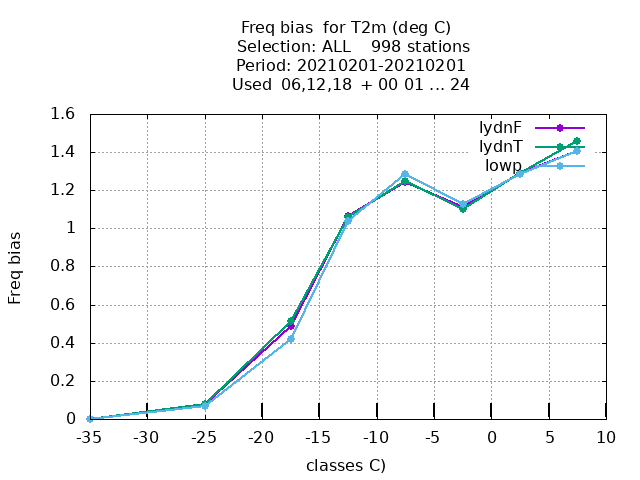 Freq bias for T2m (deg C)
Selection: ALL 998 stations
Period: 20210201-20210201
Used 06,12,18 + 00 01 ... 24
1.6
1.4
1.2
1
0.8
0.6
0.4
0.2
0
Freq bias
lydnF
lydnT
lowp
-35 -30 -25 -20 -15 -10 -5 0 5 10
classes C)